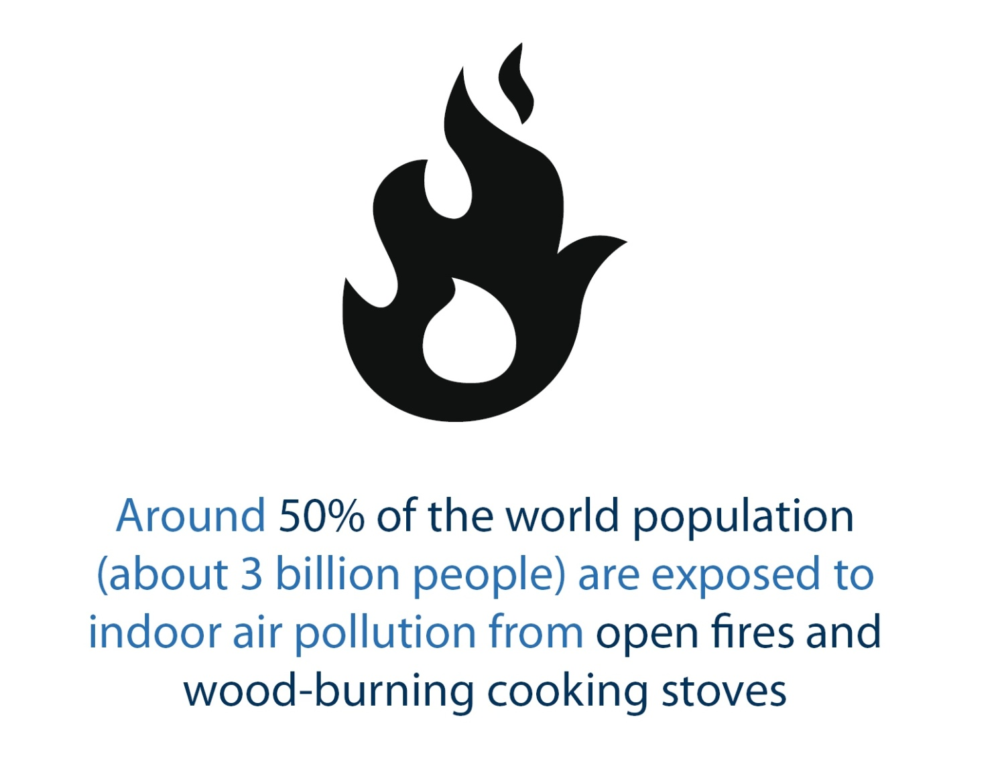 Around 50% of the world population
(about 3 billion people) are exposed to
indoor air pollution from open fires and
wood-burning cooking stoves